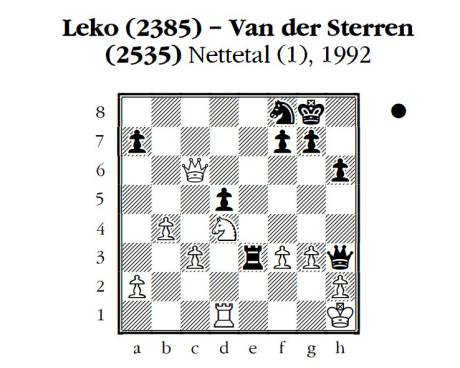 Leko (2385) – Van der Sterren
(2535) Nettetal (1), 1992
8
7
6
5
4
3
2
1
a b c d e f g h